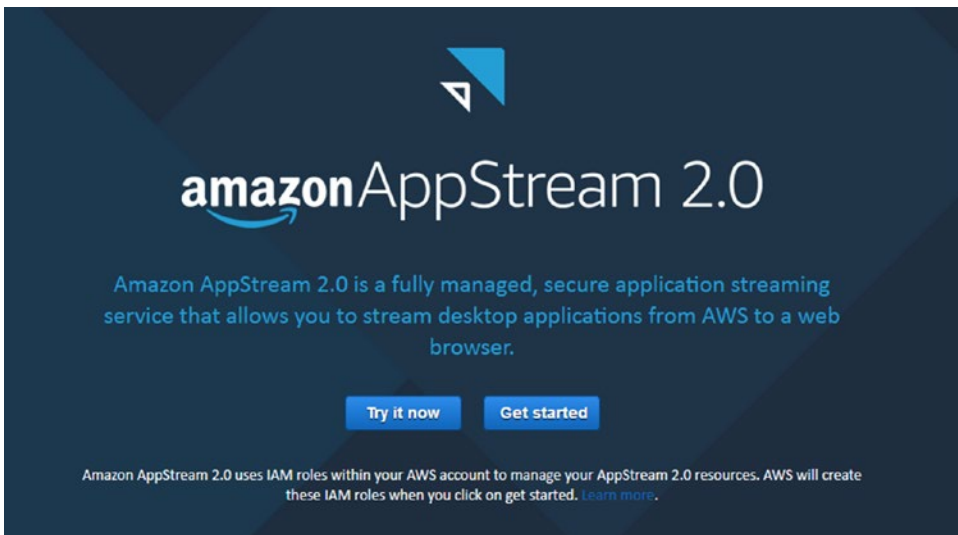 amazon AppStream 2.0
Amazon AppStream 2.0 is a fully managed, secure application streaming
service that allows you to stream desktop applications from AWS to a web
browser.
Try it now Get started
Amazon AppStream 2.0 uses IAM roles within your AWS account to manage your AppStream 2.0 resources. AWS will create
these IAM roles when you click on get started. Learn more.